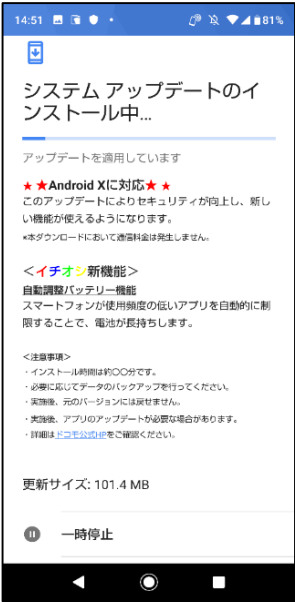 14:51
81%
システム アップデートのイ
ンストール中...
アップデートを適用しています
★★Android Xに対応★★
このアップデートによりセキュリティが向上し、新し
い機能が使えるようになります。
*本ダウンロードにおいて通信料金は発生しません。
＜イチオシ新機能＞
自動調整バッテリー機能
スマートフォンが使用頻度の低いアプリを自動的に制
限することで、電池が長持ちします。
＜注意事項＞
・インストール時間は約〇〇分です。
・必要に応じてデータのバックアップを行ってください。
・実施後、元のバージョンには戻せません。
・実施後、アプリのアップデートが必要な場合があります。
・詳細はドコモ公式HPをご確認ください。
更新サイズ: 101.4 MB
一時停止